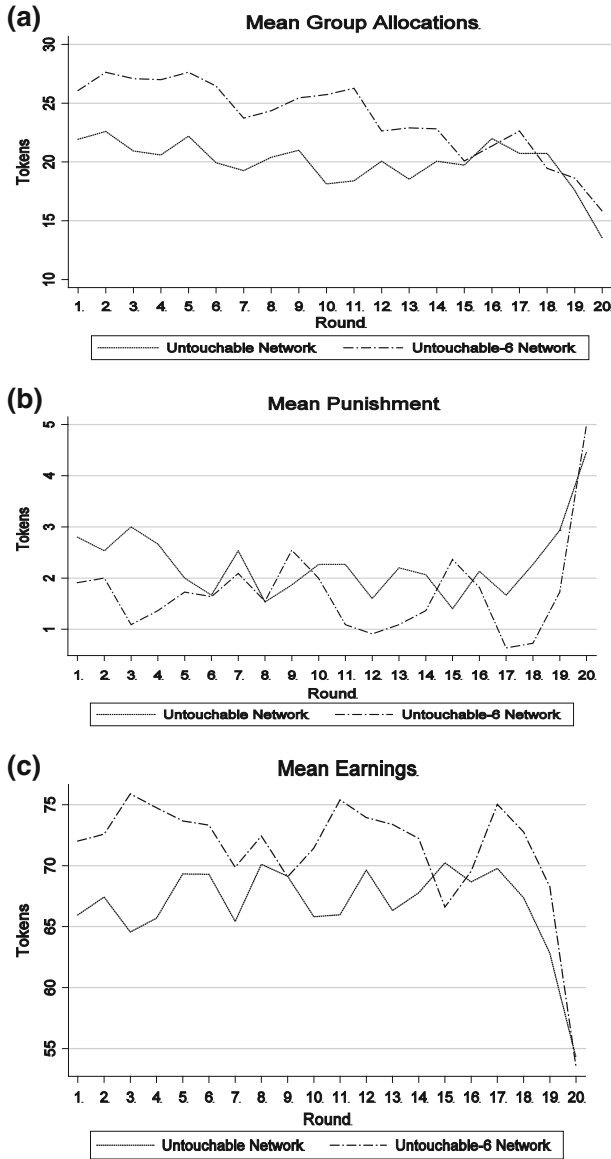 (a)
Mean Group Allocations.
Tokens
30
25
20
15
10
1. 2. 3. 4. 5. 6. 7. 8. 9. 10. 11. 12. 13. 14. 15. 16. 17. 18. 19. 20.
Round.
Untouchable Network Untouchable-6 Network
(b)
Mean Punishment
Tokens
5
4
3
2
1
1. 2. 3. 4. 5. 6. 7. 8. 9. 10. 11. 12. 13. 14. 15. 16. 17. 18. 19. 20.
Round.
Untouchable Network Untouchable-6 Network
(c)
Mean Earnings.
Tokens
75
70
65
60
55
1. 2. 3. 4. 5. 6. 7. 8. 9. 10. 11. 12. 13. 14. 15. 16. 17. 18. 19. 20.
Round.
Untouchable Network Untouchable-6 Network